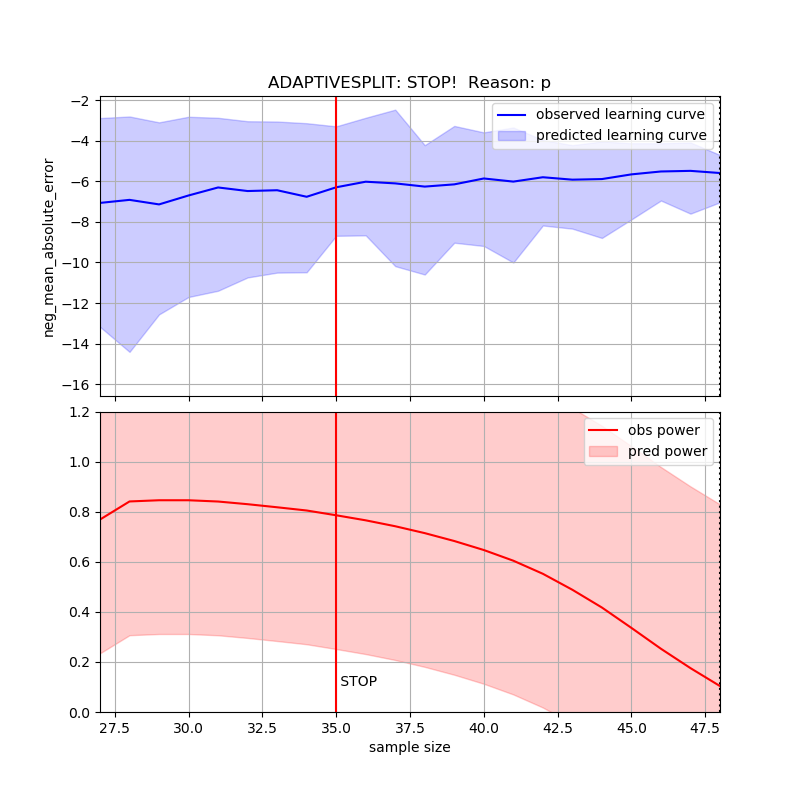 ADAPTIVESPLIT: STOP!  Reason: p
−2
−4
−6
−8
−10
−12
−14
−16
neg_mean_absolute_error
observed learning curve
predicted learning curve
1.2
1.0
0.8
0.6
0.4
0.2
0.0
obs power
pred power
STOP
27.5 30.0 32.5 35.0 37.5 40.0 42.5 45.0 47.5
sample size